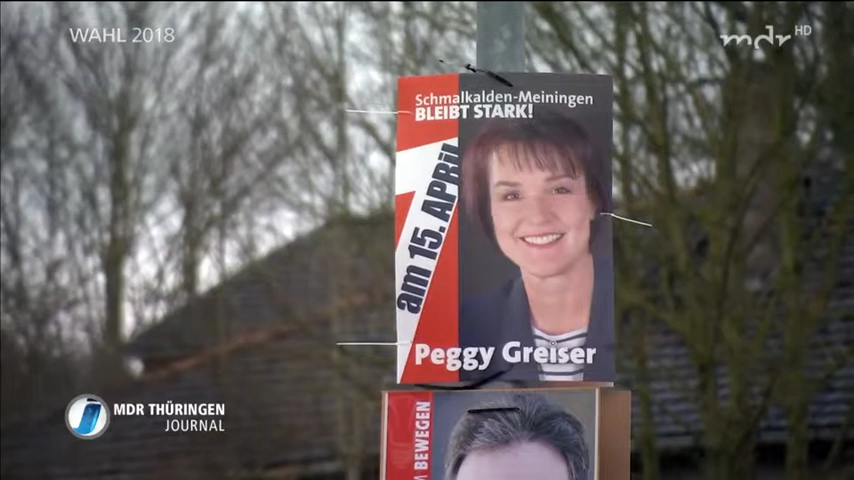 WAHL 2018
mdr HD
Schmalkalden-Meiningen
BLEIBT STARK!
am 15. APRIL
Peggy Greiser
MDR THÜRINGEN
JOURNAL
BEWEGEN